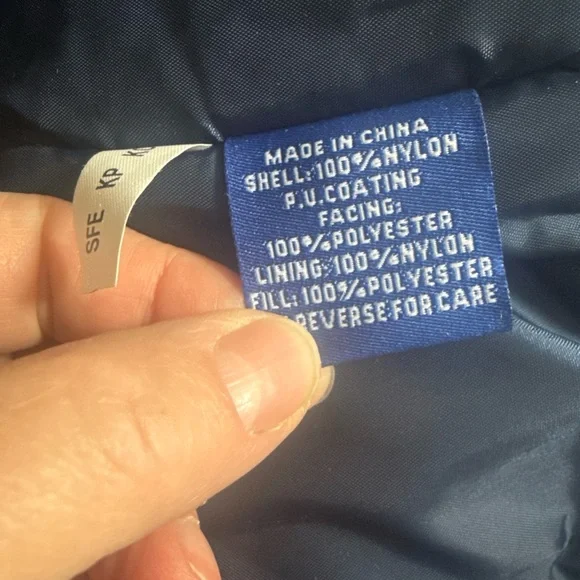 MADE IN CHINA
SHELL: 100% NYLON
P.U. COATING
FACING:
100% POLYESTER
LINING: 100% NYLON
FILL: 100% POLYESTER
REVERSE FOR CARE
SFE KP